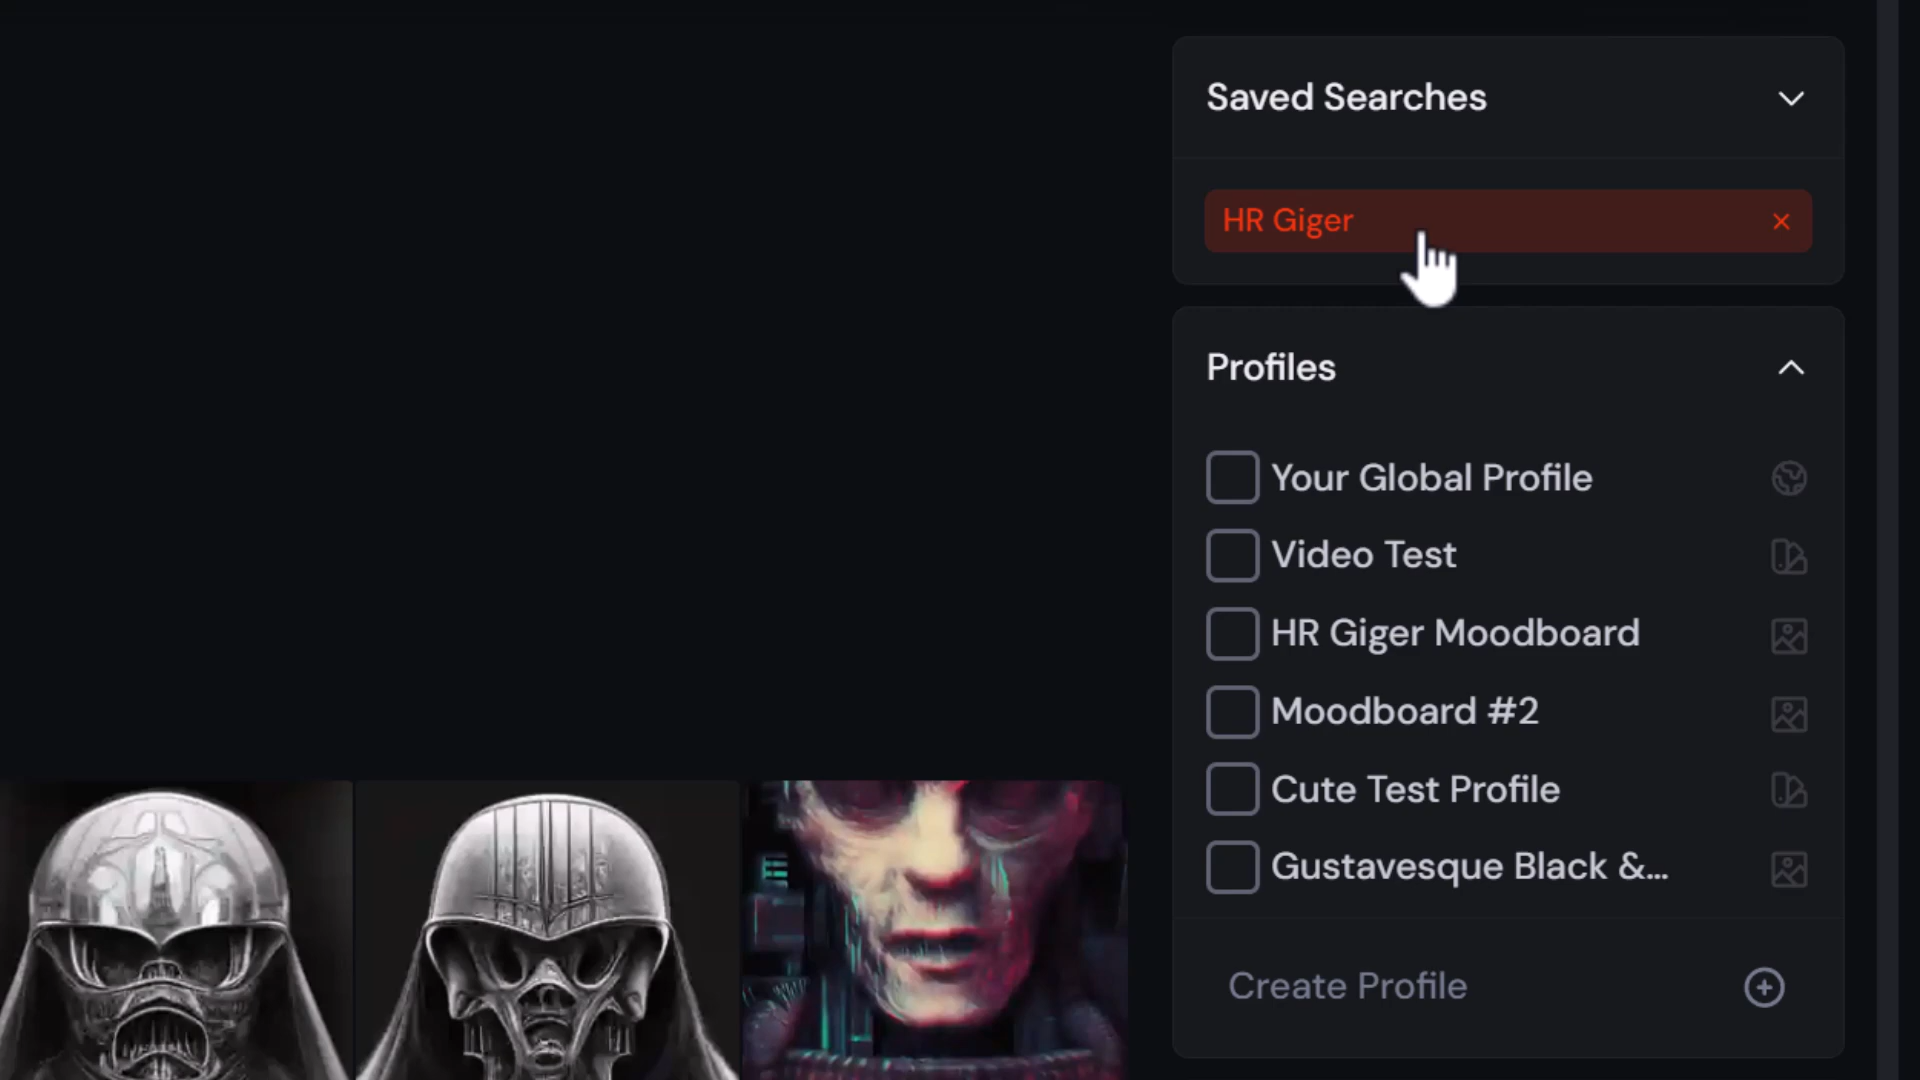 Saved Searches
HR Giger
Profiles
Your Global Profile
Video Test
HR Giger Moodboard
Moodboard #2
Cute Test Profile
Gustavesque Black &...
Create Profile